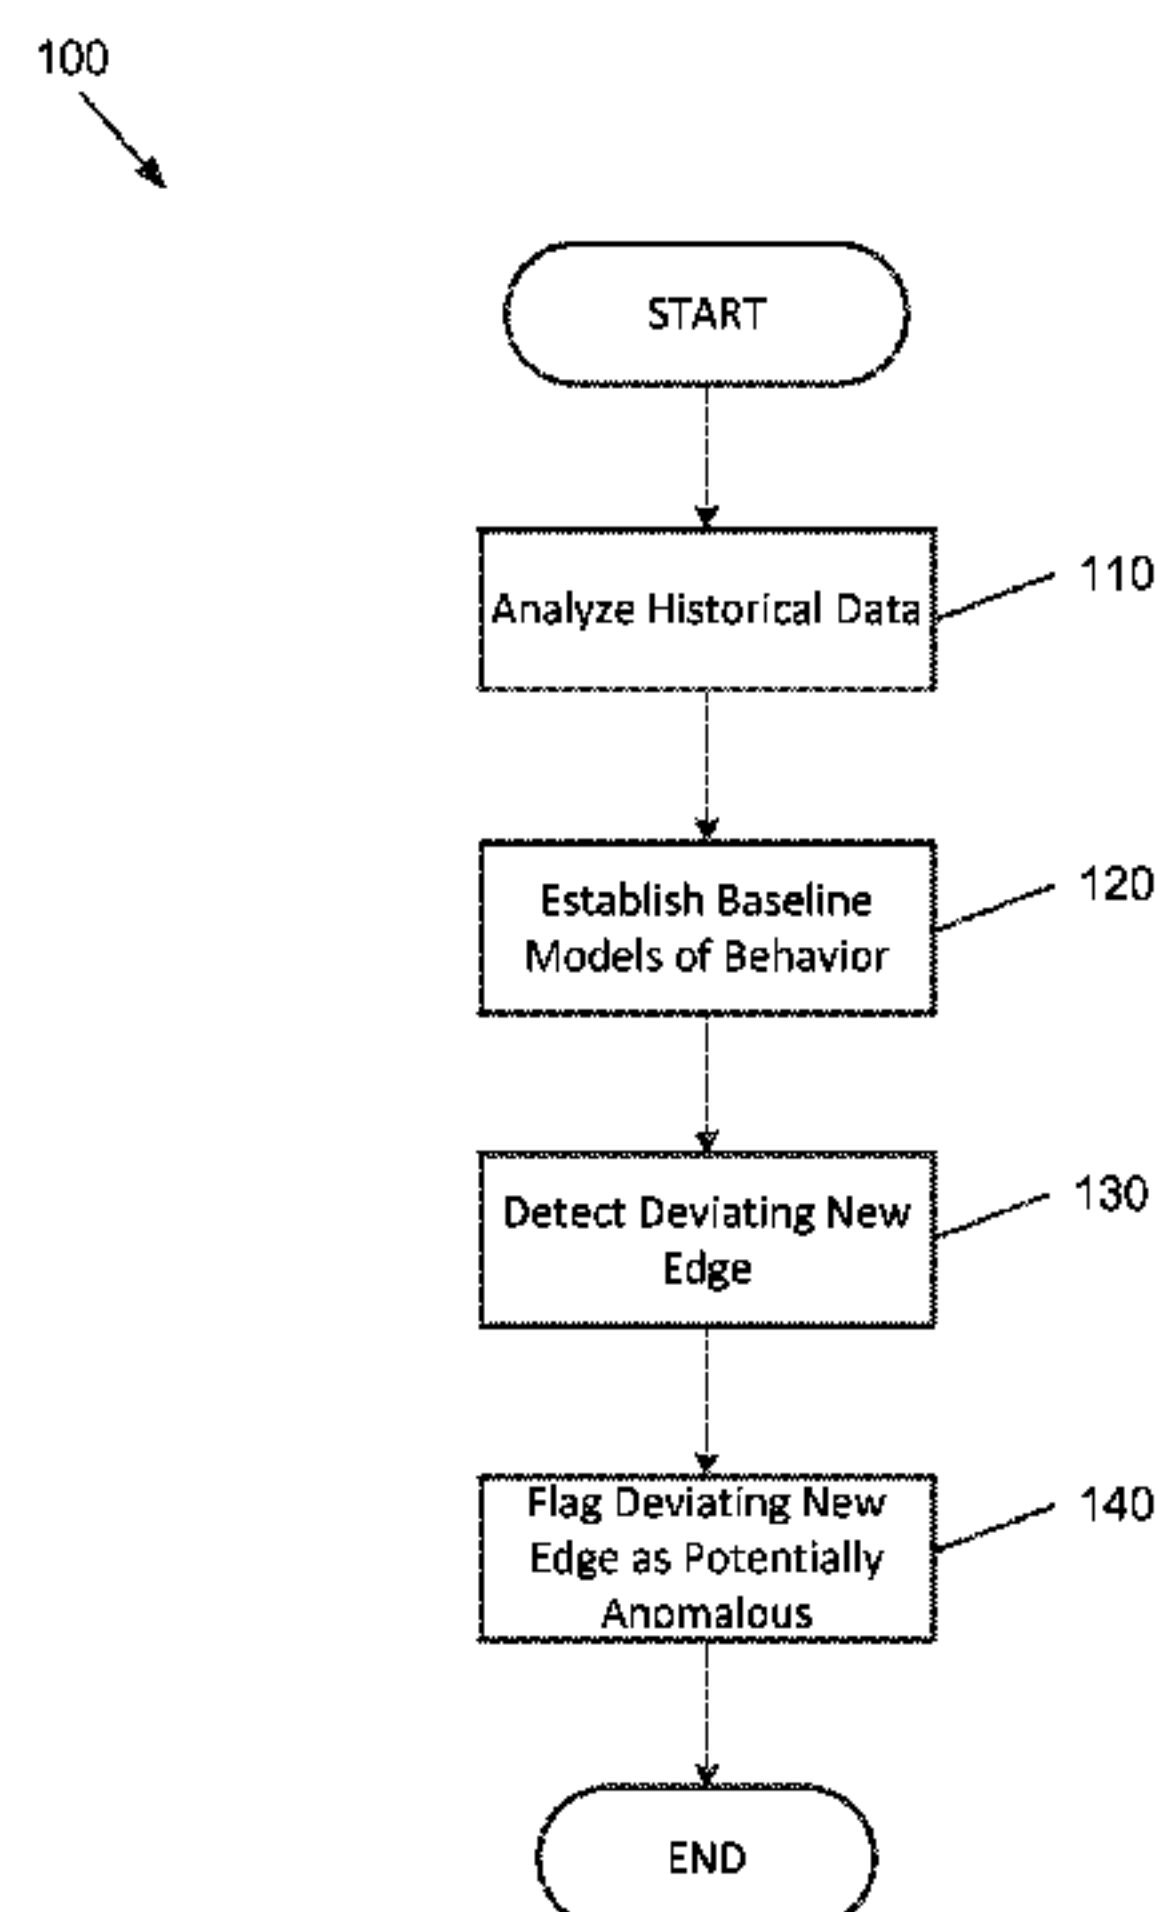 100
START
Analyze Historical Data
110
Establish Baseline
Models of Behavior
120
Detect Deviating New
Edge
130
Flag Deviating New
Edge as Potentially
Anomalous
140
END